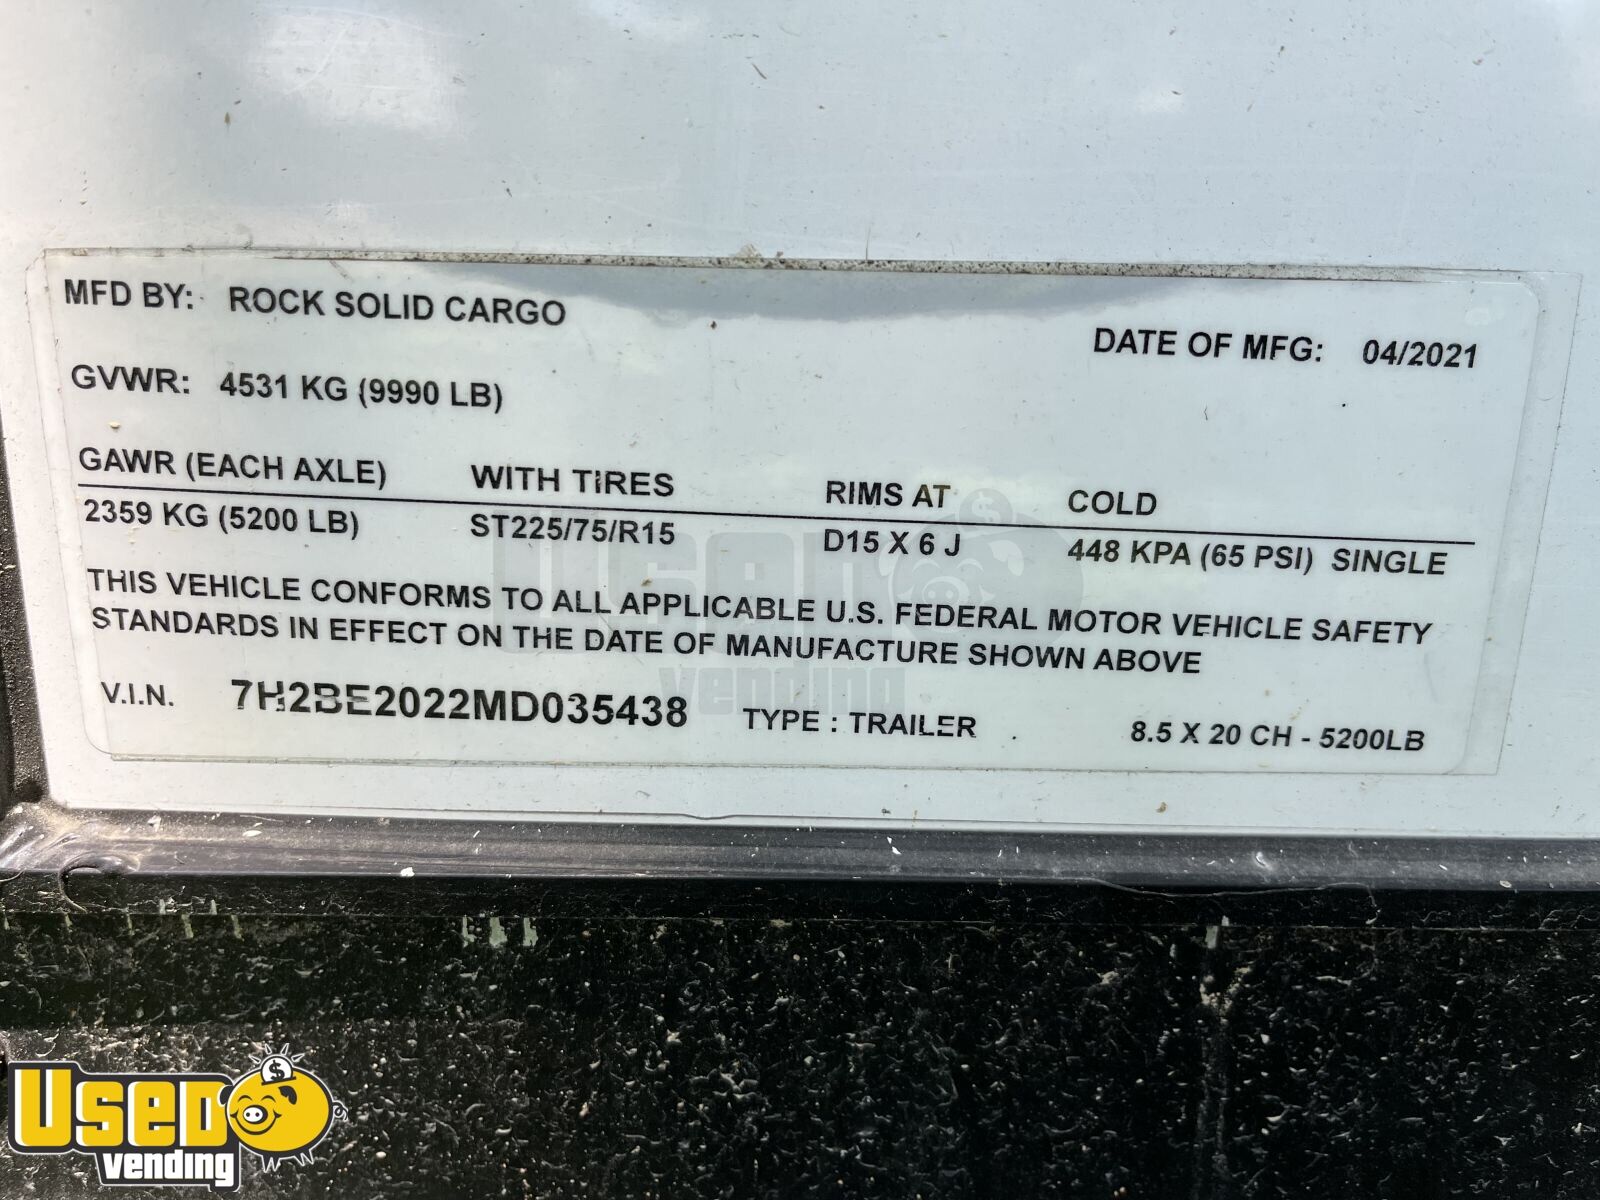 MFD BY: ROCK SOLID CARGO
DATE OF MFG: 04/2021
GVWR: 4531 KG (9990 LB)
GAWR (EACH AXLE) WITH TIRES RIMS AT COLD
2359 KG (5200 LB) ST225/75/R15 D15 X 6 J 448 KPA (65 PSI) SINGLE
THIS VEHICLE CONFORMS TO ALL APPLICABLE U.S. FEDERAL MOTOR VEHICLE SAFETY
STANDARDS IN EFFECT ON THE DATE OF MANUFACTURE SHOWN ABOVE
V.I.N. 7H2BE2022MD035438 TYPE : TRAILER 8.5 X 20 CH - 5200LB
Used
vending
$
Used
vending
$